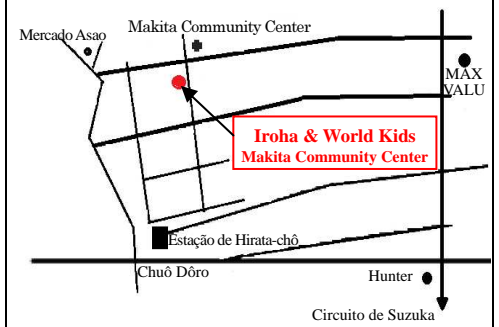 Makita Community Center
Mercado Asao
MAX
VALU
Iroha & World Kids
Makita Community Center
Estação de Hirata-chô
Chuô Dôro
Hunter
Circuito de Suzuka